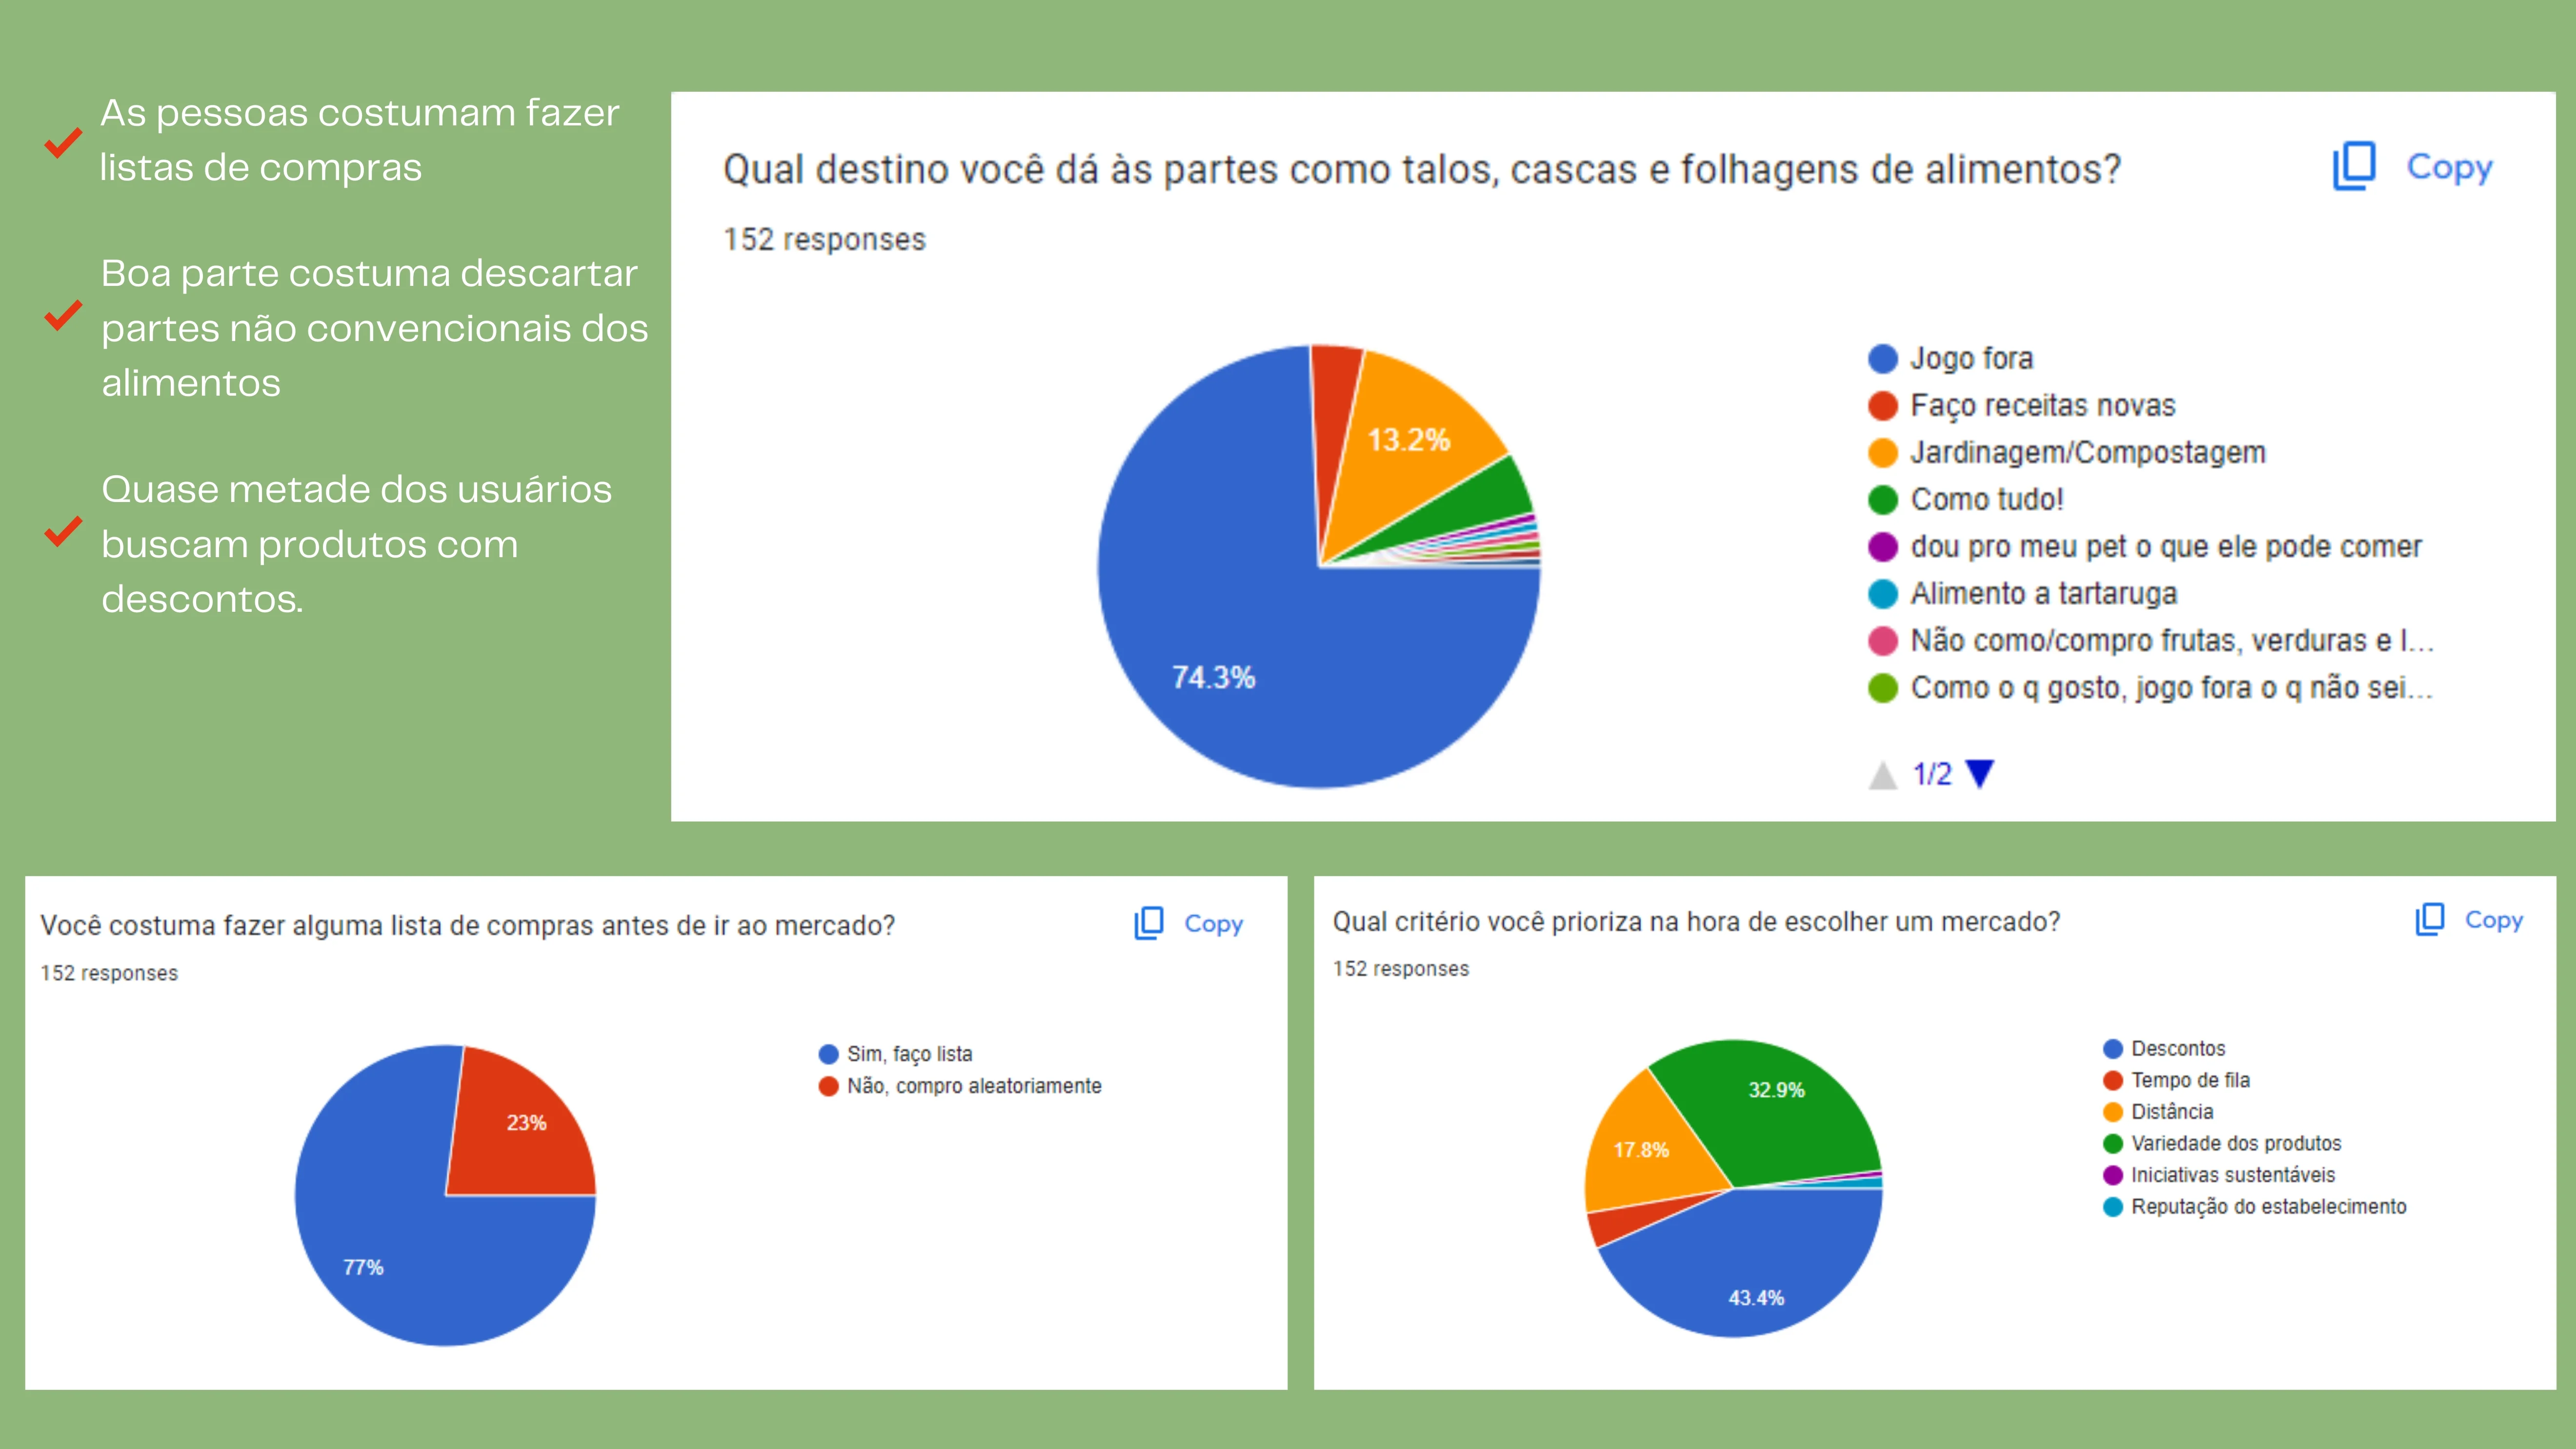 As pessoas costumam fazer
listas de compras
Boa parte costuma descartar
partes não convencionais dos
alimentos
Quase metade dos usuários
buscam produtos com
descontos.
Qual destino você dá às partes como talos, cascas e folhagens de alimentos?
Copy
152 responses
13.2%
74.3%
Jogo fora
Faço receitas novas
Jardinagem/Compostagem
Como tudo!
dou pro meu pet o que ele pode comer
Alimento a tartaruga
Não como/compro frutas, verduras e l...
Como o q gosto, jogo fora o q não sei...
1/2
Você costuma fazer alguma lista de compras antes de ir ao mercado?
Copy
152 responses
23%
77%
Sim, faço lista
Não, compro aleatoriamente
Qual critério você prioriza na hora de escolher um mercado?
Copy
152 responses
32.9%
17.8%
43.4%
Descontos
Tempo de fila
Distância
Variedade dos produtos
Iniciativas sustentáveis
Reputação do estabelecimento